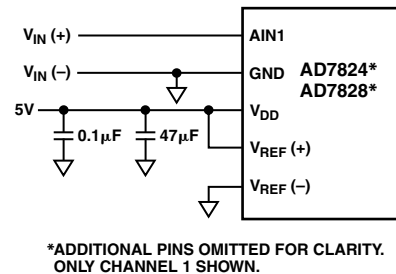 V_IN (+)
AIN1
AD7824*
AD7828*
V_IN (–)
GND
5V
V_DD
0.1μF
47μF
V_REF (+)
V_REF (–)
*ADDITIONAL PINS OMITTED FOR CLARITY.
ONLY CHANNEL 1 SHOWN.